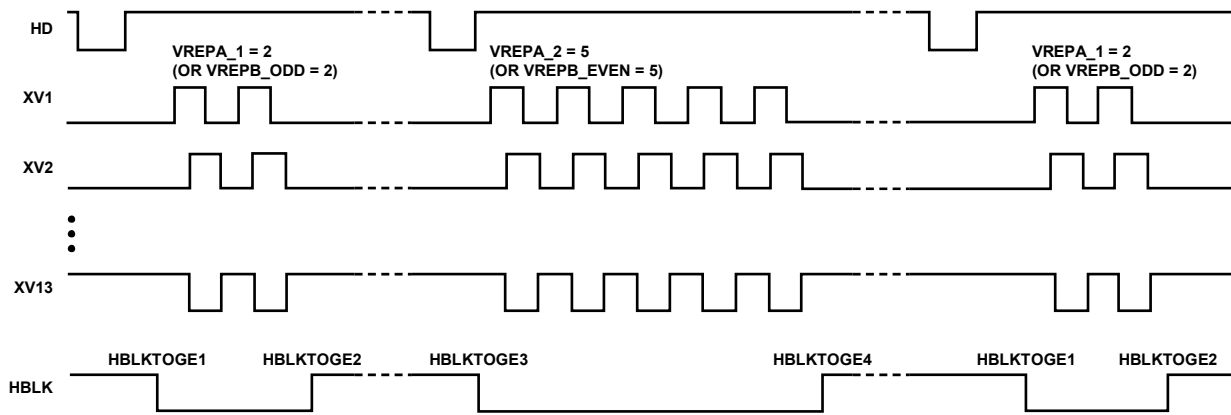 HD
VREPA_1 = 2
(OR VREPB_ODD = 2)
VREPA_2 = 5
(OR VREPB_EVEN = 5)
VREPA_1 = 2
(OR VREPB_ODD = 2)
XV1
XV2
XV13
HBLKTOGE1
HBLKTOGE2
HBLKTOGE3
HBLKTOGE4
HBLKTOGE1
HBLKTOGE2
HBLK